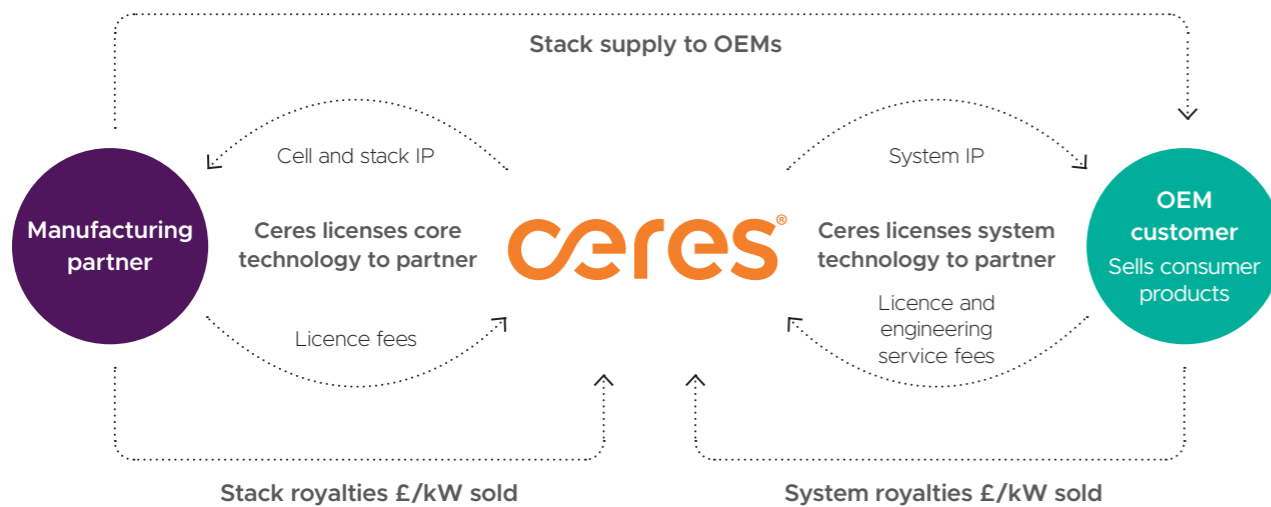 Stack supply to OEMs
Cell and stack IP
System IP
Manufacturing
partner
Ceres licenses core
technology to partner
ceres®
Ceres licenses system
technology to partner
OEM
customer
Sells consumer
products
Licence fees
Licence and
engineering
service fees
Stack royalties £/kW sold
System royalties £/kW sold